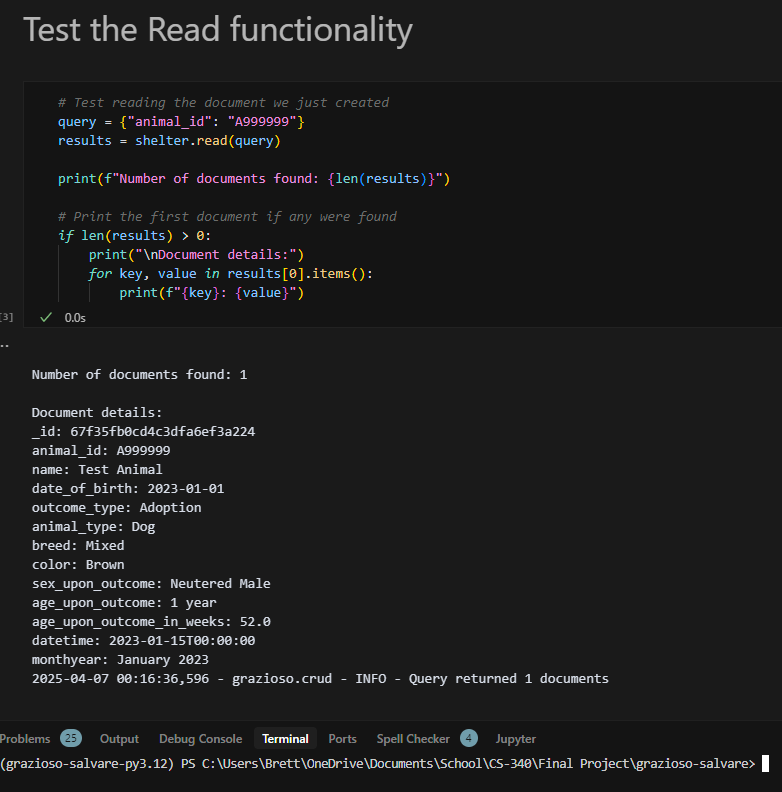 Test the Read functionality
# Test reading the document we just created
query = {"animal_id": "A999999"}
results = shelter.read(query)
print(f"Number of documents found: {len(results)}")
# Print the first document if any were found
if len(results) > 0:
print("\nDocument details:")
for key, value in results[0].items():
print(f"{key}: {value}")
[3]
0.0s
..
Number of documents found: 1
Document details:
_id: 67f35fb0cd4c3dfa6ef3a224
animal_id: A999999
name: Test Animal
date_of_birth: 2023-01-01
outcome_type: Adoption
animal_type: Dog
breed: Mixed
color: Brown
sex_upon_outcome: Neutered Male
age_upon_outcome: 1 year
age_upon_outcome_in_weeks: 52.0
datetime: 2023-01-15T00:00:00
monthyear: January 2023
2025-04-07 00:16:36,596 - grazioso.crud - INFO - Query returned 1 documents
Problems 25 Output Debug Console Terminal Ports Spell Checker 4 Jupyter
(grazioso-salvare-py3.12) PS C:\Users\Brett\OneDrive\Documents\School\CS-340\Final Project\grazioso-salvare>